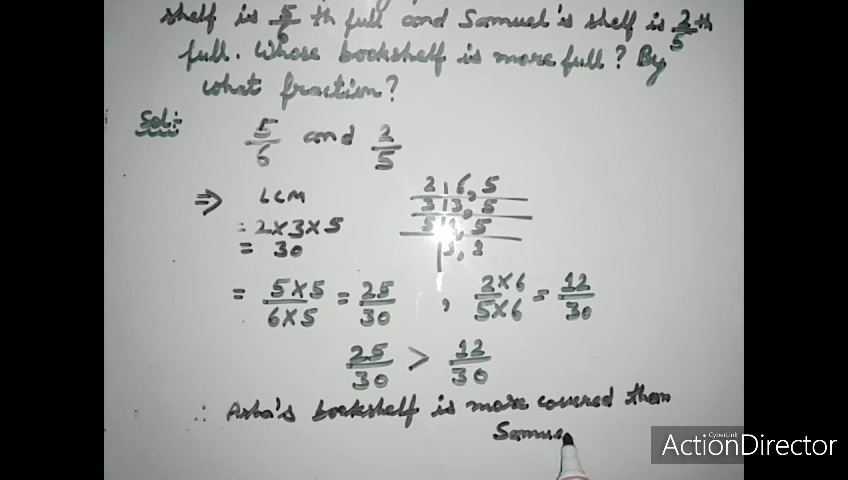 shelf is 5/6 th full and Samuel's shelf is 2/5 th
full. Whose bookshelf is more full? By
what fraction?
Sol:-
5/6 and 2/5
⇒ LCM
= 2×3×5
= 30
2 | 6, 5
3 | 3, 5
5 | 1, 5
| 1, 1
= 5×5/6×5 = 25/30 , 2×6/5×6 = 12/30
25/30 > 12/30
∴ Asha's bookshelf is more covered than
Samue
CyberLink
ActionDirector